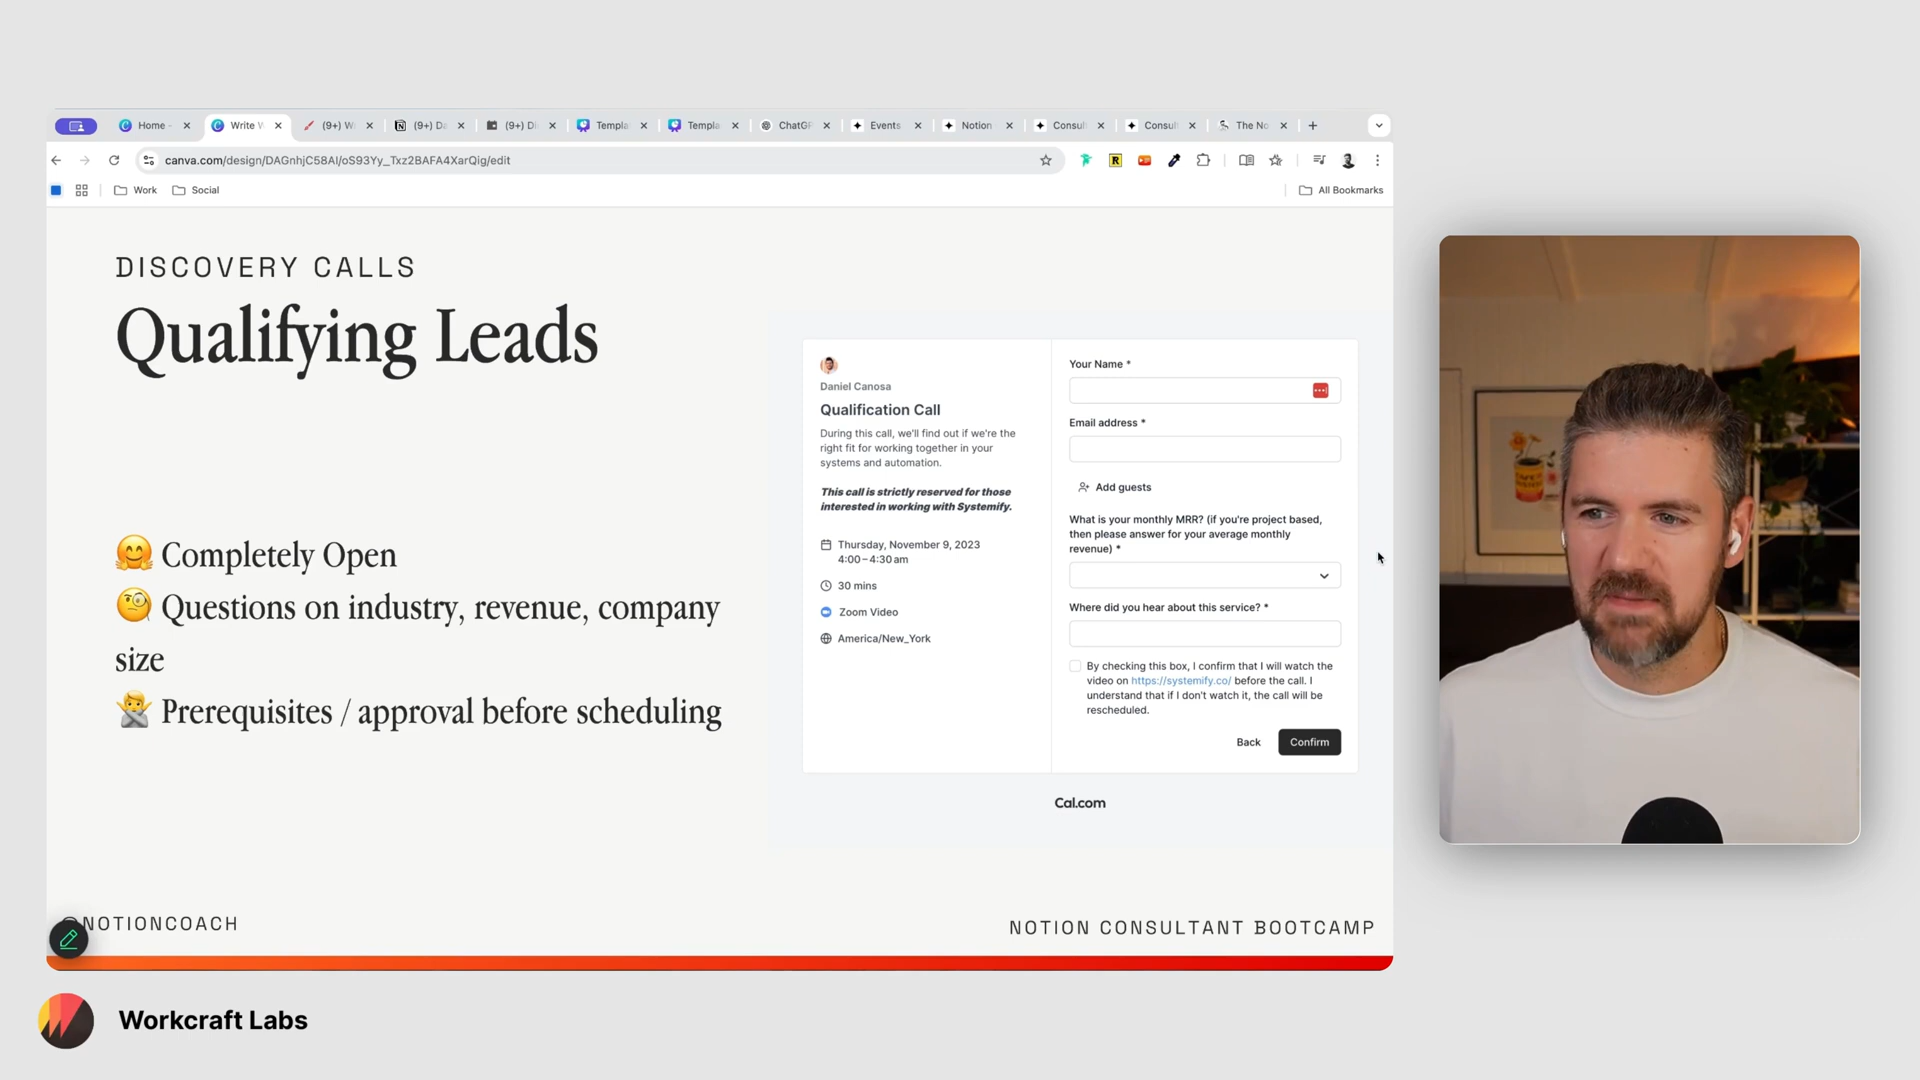 Home -
Write W
(9+) W
(9+) Da
(9+) Di
Templa
Templa
ChatGP
Events
Notion
Consul
Consul
The No
canva.com/design/DAGnhjC58AI/oS93Yy_Txz2BAFA4XarQig/edit
Work
Social
All Bookmarks
DISCOVERY CALLS
Qualifying Leads
🤗 Completely Open
🧐 Questions on industry, revenue, company
size
🙅 Prerequisites / approval before scheduling
Daniel Canosa
Qualification Call
During this call, we'll find out if we're the
right fit for working together in your
systems and automation.
This call is strictly reserved for those
interested in working with Systemify.
Thursday, November 9, 2023
4:00 – 4:30 am
30 mins
Zoom Video
America/New_York
Your Name *
Email address *
Add guests
What is your monthly MRR? (if you're project based,
then please answer for your average monthly
revenue) *
Where did you hear about this service? *
By checking this box, I confirm that I will watch the
video on https://systemify.co/ before the call. I
understand that if I don't watch it, the call will be
rescheduled.
Back
Confirm
Cal.com
@NOTIONCOACH
NOTION CONSULTANT BOOTCAMP
Workcraft Labs